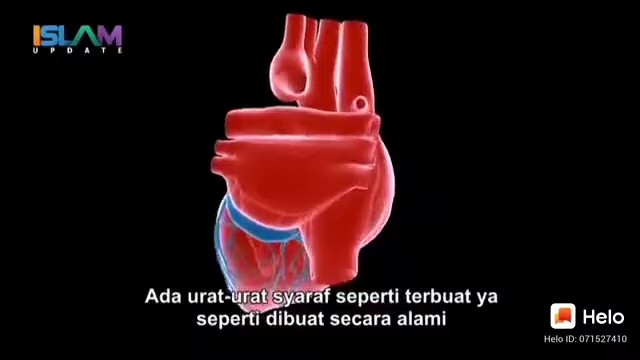 ISLAM
UPDATE
Ada urat-urat syaraf seperti terbuat ya
seperti dibuat secara alami
Helo
Helo ID: 071527410